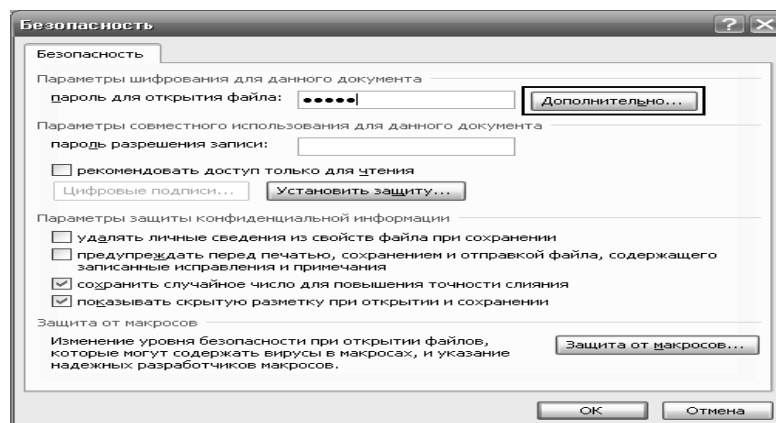 Безопасность
Безопасность
Параметры шифрования для данного документа
пароль для открытия файла: •••••
Дополнительно...
Параметры совместного использования для данного документа
пароль разрешения записи:
рекомендовать доступ только для чтения
Цифровые подписи... Установить защиту...
Параметры защиты конфиденциальной информации
удалять личные сведения из свойств файла при сохранении
предупреждать перед печатью, сохранением и отправкой файла, содержащего
записанные исправления и примечания
сохранить случайное число для повышения точности слияния
показывать скрытую разметку при открытии и сохранении
Защита от макросов
Изменение уровня безопасности при открытии файлов,
которые могут содержать вирусы в макросах, и указание
надежных разработчиков макросов.
Защита от макросов...
ОК Отмена